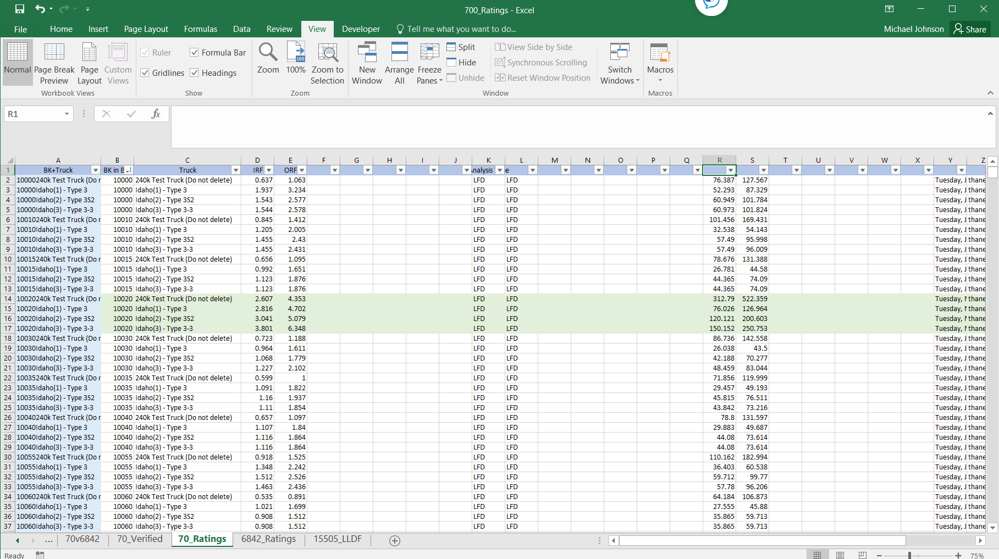 700_Ratings - Excel
File Home Insert Page Layout Formulas Data Review View Developer Tell me what you want to do... Michael Johnson Share
Normal Page Break Preview Page Layout Custom Views
Workbook Views
Ruler Formula Bar
Gridlines Headings
Show
Zoom 100% Zoom to Selection
Zoom
New Window Arrange All Freeze Panes
Split View Side by Side
Hide Synchronous Scrolling
Unhide Reset Window Position
Window
Switch Windows
Macros
Macros
R1 fx
A B C D E F G H I J K L M N O P Q R S T U V W X Y Z
1 BK+Truck BK in B Truck IRF ORF Analysis e
2 10000240k Test Truck (Do r 10000 240k Test Truck (Do not delete) 0.637 1.063 LFD LFD 76.387 127.567 Tuesday, J thane
3 10000Idaho(1) - Type 3 10000 Idaho(1) - Type 3 1.937 3.234 LFD LFD 52.293 87.329 Tuesday, J thane
4 10000Idaho(2) - Type 3S2 10000 Idaho(2) - Type 3S2 1.543 2.577 LFD LFD 60.949 101.784 Tuesday, J thane
5 10000Idaho(3) - Type 3-3 10000 Idaho(3) - Type 3-3 1.544 2.578 LFD LFD 60.973 101.824 Tuesday, J thane
6 10010240k Test Truck (Do r 10010 240k Test Truck (Do not delete) 0.845 1.412 LFD LFD 101.456 169.431 Tuesday, J thane
7 10010Idaho(1) - Type 3 10010 Idaho(1) - Type 3 1.205 2.005 LFD LFD 32.538 54.143 Tuesday, J thane
8 10010Idaho(2) - Type 3S2 10010 Idaho(2) - Type 3S2 1.455 2.43 LFD LFD 57.49 95.998 Tuesday, J thane
9 10010Idaho(3) - Type 3-3 10010 Idaho(3) - Type 3-3 1.455 2.431 LFD LFD 57.49 96.009 Tuesday, J thane
10 10015240k Test Truck (Do r 10015 240k Test Truck (Do not delete) 0.656 1.095 LFD LFD 78.676 131.388 Tuesday, J thane
11 10015Idaho(1) - Type 3 10015 Idaho(1) - Type 3 0.992 1.651 LFD LFD 26.781 44.58 Tuesday, J thane
12 10015Idaho(2) - Type 3S2 10015 Idaho(2) - Type 3S2 1.123 1.876 LFD LFD 44.365 74.09 Tuesday, J thane
13 10015Idaho(3) - Type 3-3 10015 Idaho(3) - Type 3-3 1.123 1.876 LFD LFD 44.365 74.09 Tuesday, J thane
14 10020240k Test Truck (Do r 10020 240k Test Truck (Do not delete) 2.607 4.353 LFD LFD 312.79 522.359 Tuesday, thane
15 10020Idaho(1) - Type 3 10020 Idaho(1) - Type 3 2.816 4.702 LFD LFD 76.026 126.964 Tuesday, thane
16 10020Idaho(2) - Type 3S2 10020 Idaho(2) - Type 3S2 3.041 5.079 LFD LFD 120.121 200.603 Tuesday, thane
17 10020Idaho(3) - Type 3-3 10020 Idaho(3) - Type 3-3 3.801 6.348 LFD LFD 150.152 250.753 Tuesday, thane
18 10030240k Test Truck (Do r 10030 240k Test Truck (Do not delete) 0.723 1.188 LFD LFD 86.736 142.558 Tuesday, J thane
19 10030Idaho(1) - Type 3 10030 Idaho(1) - Type 3 0.964 1.611 LFD LFD 26.038 43.5 Tuesday, J thane
20 10030Idaho(2) - Type 3S2 10030 Idaho(2) - Type 3S2 1.068 1.779 LFD LFD 42.188 70.277 Tuesday, J thane
21 10030Idaho(3) - Type 3-3 10030 Idaho(3) - Type 3-3 1.227 2.102 LFD LFD 48.459 83.044 Tuesday, J thane
22 10035240k Test Truck (Do r 10035 240k Test Truck (Do not delete) 0.599 1 LFD LFD 71.856 119.999 Tuesday, J thane
23 10035Idaho(1) - Type 3 10035 Idaho(1) - Type 3 1.091 1.822 LFD LFD 29.457 49.193 Tuesday, J thane
24 10035Idaho(2) - Type 3S2 10035 Idaho(2) - Type 3S2 1.16 1.937 LFD LFD 45.815 76.511 Tuesday, J thane
25 10035Idaho(3) - Type 3-3 10035 Idaho(3) - Type 3-3 1.11 1.854 LFD LFD 43.842 73.216 Tuesday, J thane
26 10040240k Test Truck (Do r 10040 240k Test Truck (Do not delete) 0.657 1.097 LFD LFD 78.8 131.597 Tuesday, J thane
27 10040Idaho(1) - Type 3 10040 Idaho(1) - Type 3 1.107 1.84 LFD LFD 29.883 49.687 Tuesday, J thane
28 10040Idaho(2) - Type 3S2 10040 Idaho(2) - Type 3S2 1.116 1.864 LFD LFD 44.08 73.614 Tuesday, J thane
29 10040Idaho(3) - Type 3-3 10040 Idaho(3) - Type 3-3 1.116 1.864 LFD LFD 44.08 73.614 Tuesday, J thane
30 10055240k Test Truck (Do r 10055 240k Test Truck (Do not delete) 0.918 1.525 LFD LFD 110.162 182.994 Tuesday, J thane
31 10055Idaho(1) - Type 3 10055 Idaho(1) - Type 3 1.348 2.242 LFD LFD 36.403 60.538 Tuesday, J thane
32 10055Idaho(2) - Type 3S2 10055 Idaho(2) - Type 3S2 1.512 2.526 LFD LFD 59.712 99.77 Tuesday, J thane
33 10055Idaho(3) - Type 3-3 10055 Idaho(3) - Type 3-3 1.463 2.436 LFD LFD 57.78 96.206 Tuesday, J thane
34 10060240k Test Truck (Do r 10060 240k Test Truck (Do not delete) 0.535 0.891 LFD LFD 64.184 106.873 Tuesday, J thane
35 10060Idaho(1) - Type 3 10060 Idaho(1) - Type 3 1.021 1.699 LFD LFD 27.555 45.88 Tuesday, J thane
36 10060Idaho(2) - Type 3S2 10060 Idaho(2) - Type 3S2 0.908 1.512 LFD LFD 35.865 59.713 Tuesday, J thane
37 10060Idaho(3) - Type 3-3 10060 Idaho(3) - Type 3-3 0.908 1.512 LFD LFD 35.865 59.713 Tuesday, J thane
... 70v6842 70_Verified 70_Ratings 6842_Ratings 15505_LLDF
Ready 75%